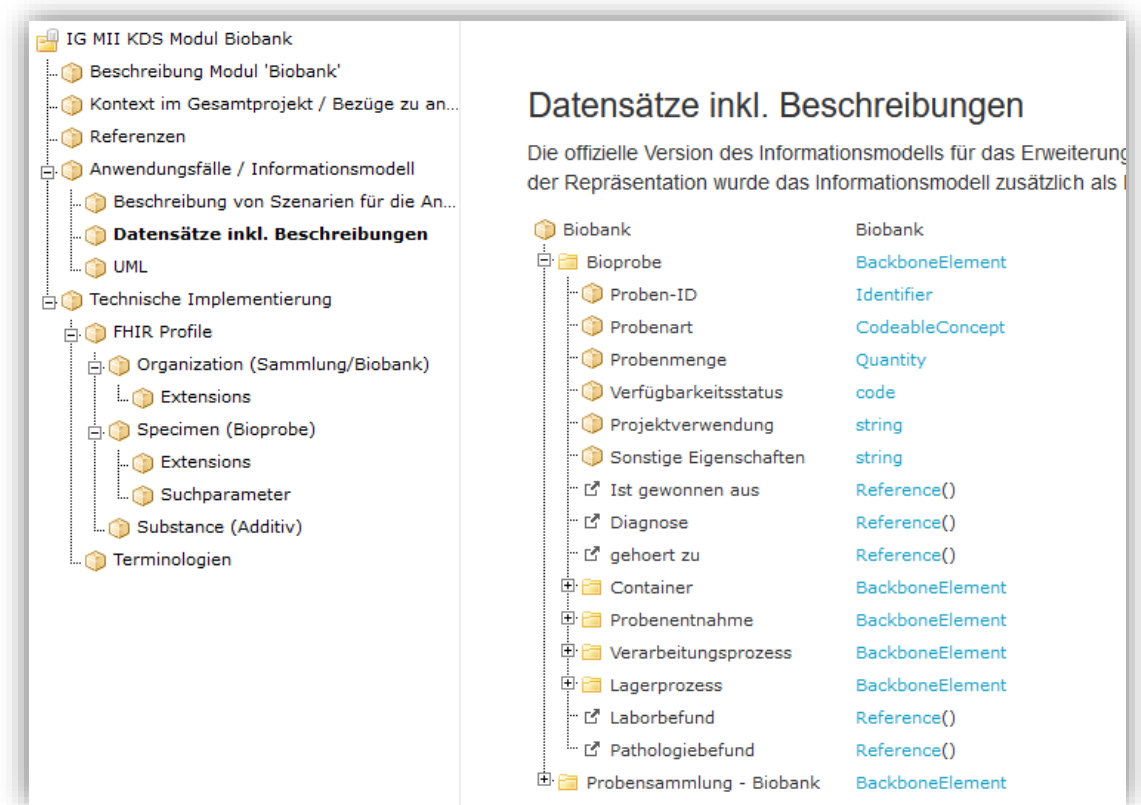 IG MII KDS Modul Biobank
Beschreibung Modul 'Biobank'
Kontext im Gesamtprojekt / Bezüge zu an...
Referenzen
Anwendungsfälle / Informationsmodell
Beschreibung von Szenarien für die An...
Datensätze inkl. Beschreibungen
UML
Technische Implementierung
FHIR Profile
Organization (Sammlung/Biobank)
Extensions
Specimen (Bioprobe)
Extensions
Suchparameter
Substance (Additiv)
Terminologien
Datensätze inkl. Beschreibungen
Die offizielle Version des Informationsmodells für das Erweiterung
der Repräsentation wurde das Informationsmodell zusätzlich als
Biobank Biobank
Bioprobe BackboneElement
Proben-ID Identifier
Probenart CodeableConcept
Probenmenge Quantity
Verfügbarkeitsstatus code
Projektverwendung string
Sonstige Eigenschaften string
Ist gewonnen aus Reference()
Diagnose Reference()
gehoert zu Reference()
Container BackboneElement
Probenentnahme BackboneElement
Verarbeitungsprozess BackboneElement
Lagerprozess BackboneElement
Laborbefund Reference()
Pathologiebefund Reference()
Probensammlung - Biobank BackboneElement